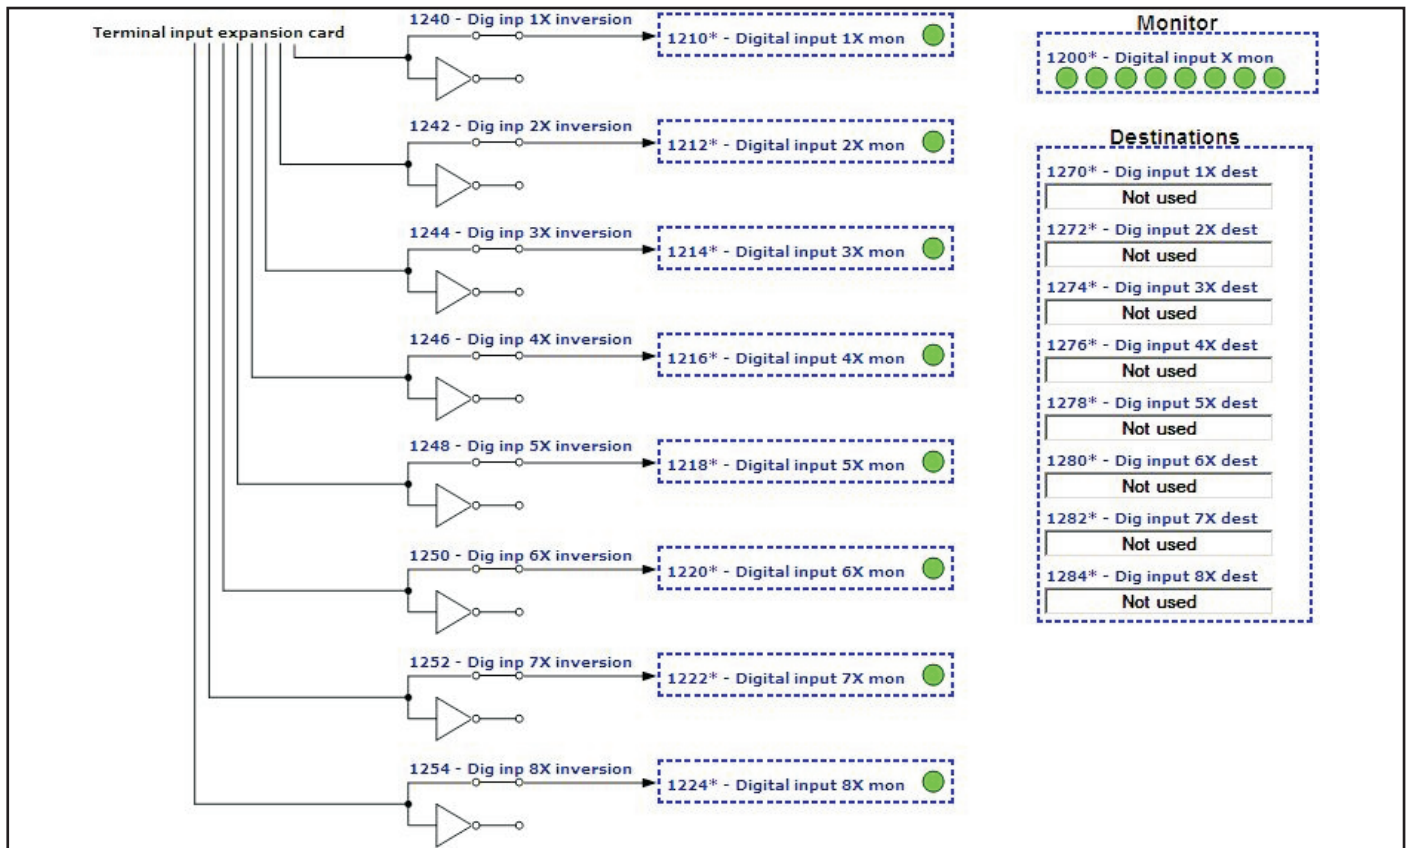 Terminal input expansion card
1240 - Dig inp 1X inversion
1210* - Digital input 1X mon
1242 - Dig inp 2X inversion
1212* - Digital input 2X mon
1244 - Dig inp 3X inversion
1214* - Digital input 3X mon
1246 - Dig inp 4X inversion
1216* - Digital input 4X mon
1248 - Dig inp 5X inversion
1218* - Digital input 5X mon
1250 - Dig inp 6X inversion
1220* - Digital input 6X mon
1252 - Dig inp 7X inversion
1222* - Digital input 7X mon
1254 - Dig inp 8X inversion
1224* - Digital input 8X mon
Monitor
1200* - Digital input X mon
Destinations
1270* - Dig input 1X dest
Not used
1272* - Dig input 2X dest
Not used
1274* - Dig input 3X dest
Not used
1276* - Dig input 4X dest
Not used
1278* - Dig input 5X dest
Not used
1280* - Dig input 6X dest
Not used
1282* - Dig input 7X dest
Not used
1284* - Dig input 8X dest
Not used